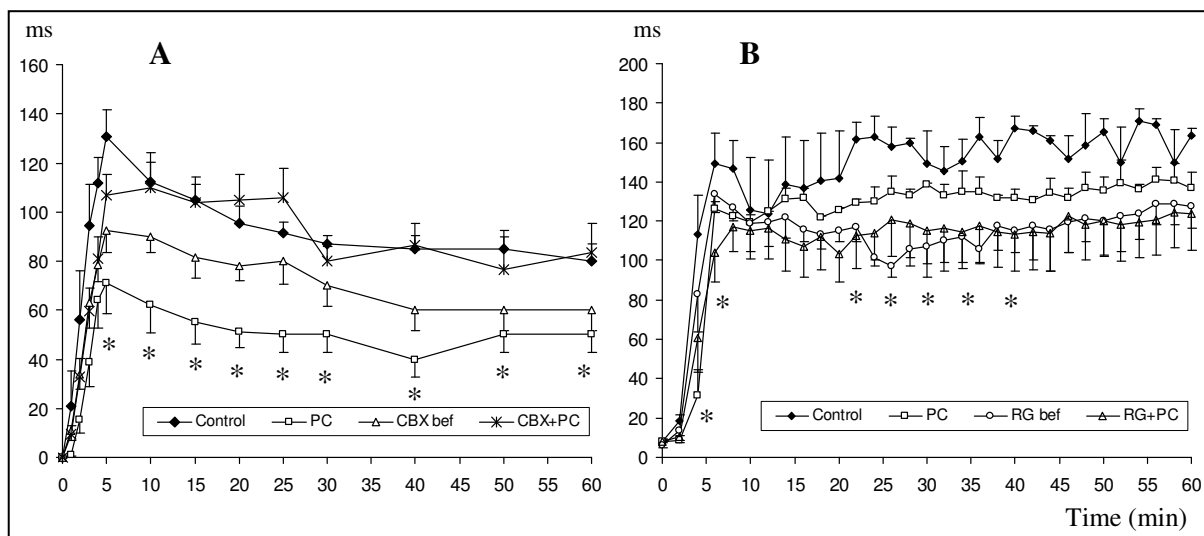 ms
A
160
140
120
100
80
60
40
20
0
* * * * * * * * *
Control PC CBX bef CBX+PC
0 5 10 15 20 25 30 35 40 45 50 55 60
ms
B
200
180
160
140
120
100
80
60
40
20
0
* * * * * * *
Control PC RG bef RG+PC
0 5 10 15 20 25 30 35 40 45 50 55 60
Time (min)